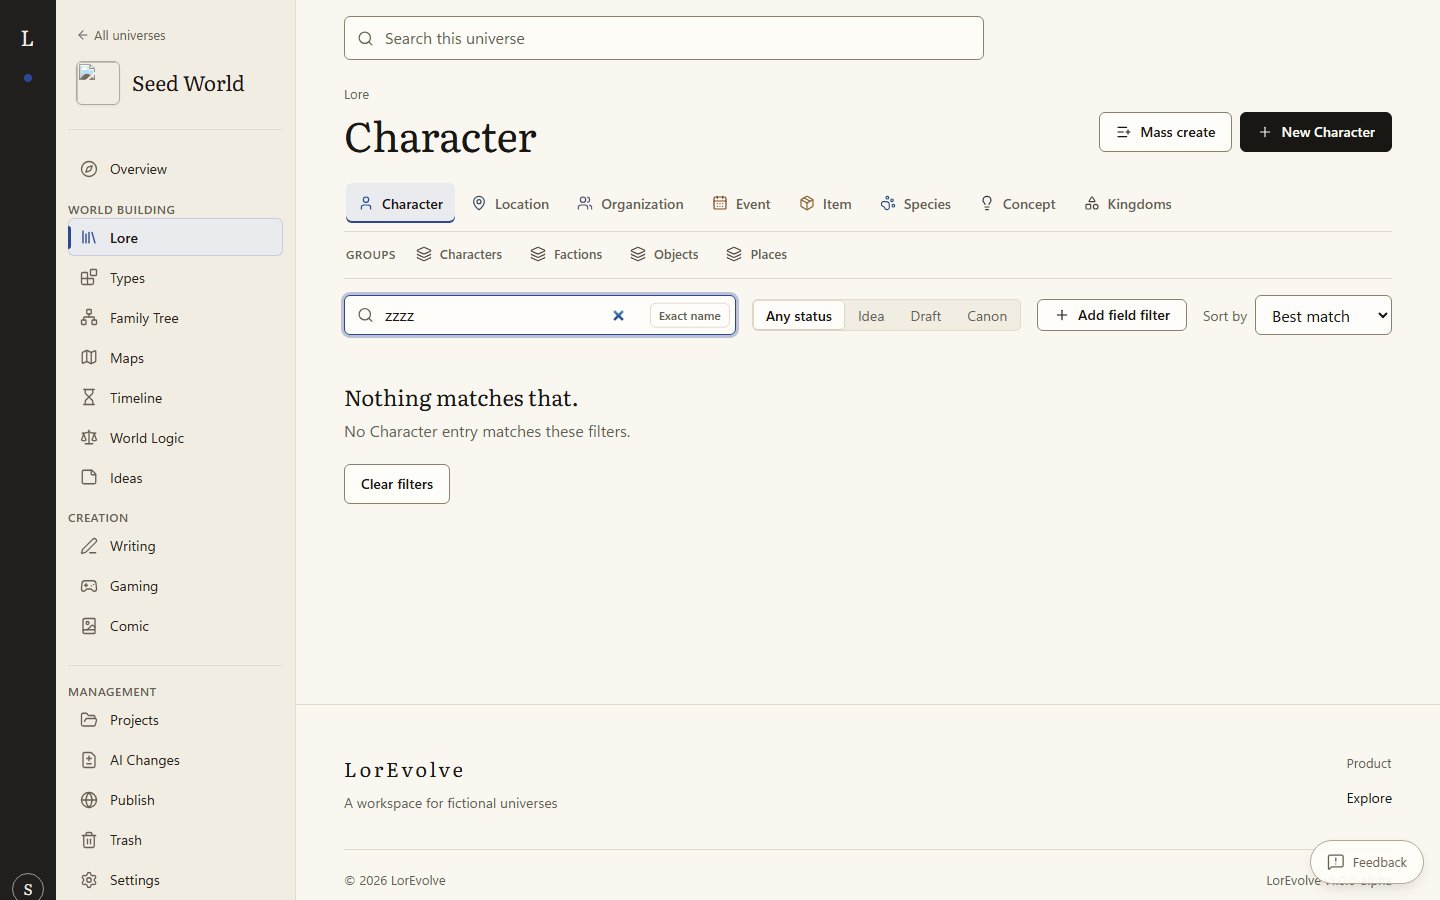 L
All universes
Seed World
Overview
WORLD BUILDING
Lore
Types
Family Tree
Maps
Timeline
World Logic
Ideas
CREATION
Writing
Gaming
Comic
MANAGEMENT
Projects
AI Changes
Publish
Trash
Settings
S
Search this universe
Lore
Character
Mass create
New Character
Character Location Organization Event Item Species Concept Kingdoms
GROUPS Characters Factions Objects Places
zzzz Exact name Any status Idea Draft Canon Add field filter Sort by Best match
Nothing matches that.
No Character entry matches these filters.
Clear filters
LorEvolve
A workspace for fictional universes
Product
Explore
© 2026 LorEvolve
LorEvolve
Feedback